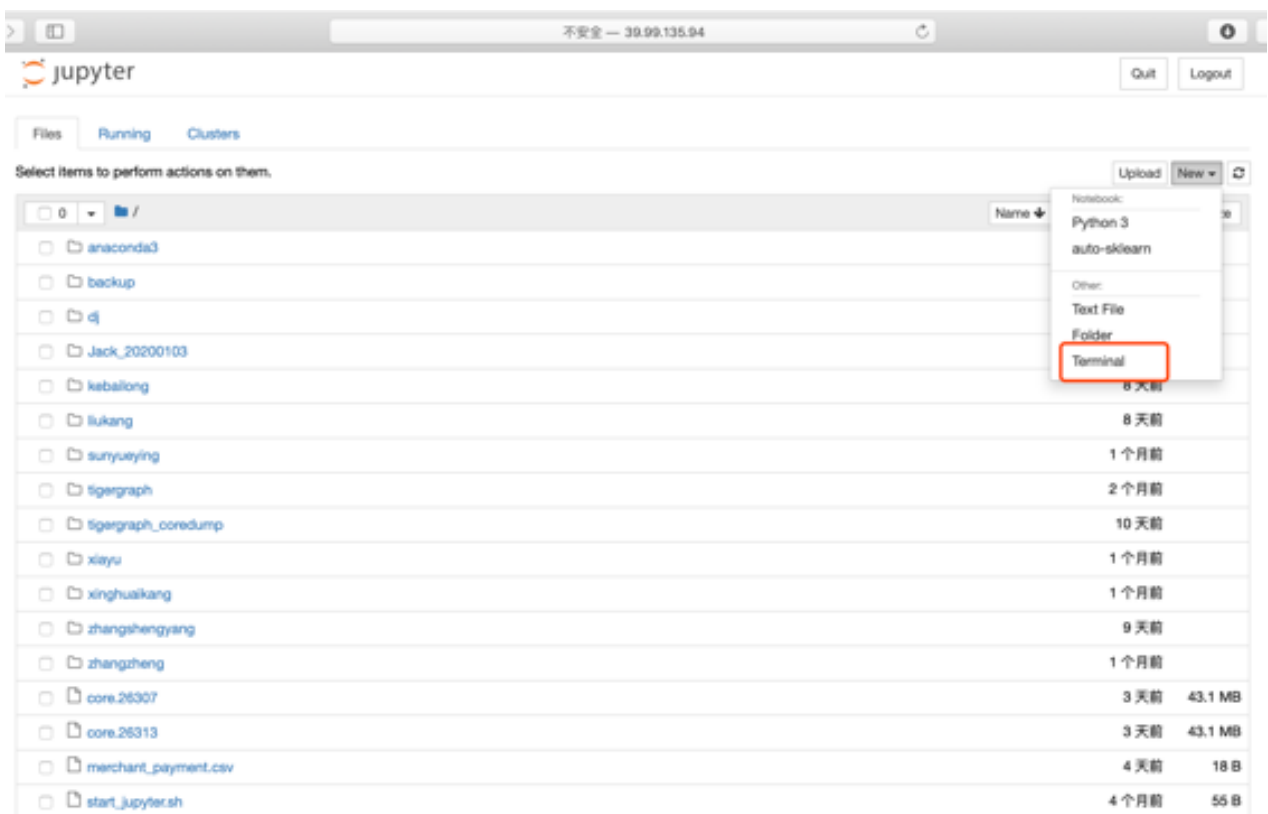 不安全 — 39.99.135.94
jupyter
Quit Logout
Files Running Clusters
Select items to perform actions on them.
Upload New
0 /
Name
Notebook:
Python 3
auto-sklearn
Other:
Text File
Folder
Terminal
anaconda3
backup
dj
Jack_20200103
kebailong 8 天前
liukang 8 天前
sunyueying 1 个月前
tigergraph 2 个月前
tigergraph_coredump 10 天前
xiayu 1 个月前
xinghuaikang 1 个月前
zhangshengyang 9 天前
zhangzheng 1 个月前
core.26307 3 天前 43.1 MB
core.26313 3 天前 43.1 MB
merchant_payment.csv 4 天前 18 B
start_jupyter.sh 4 个月前 55 B